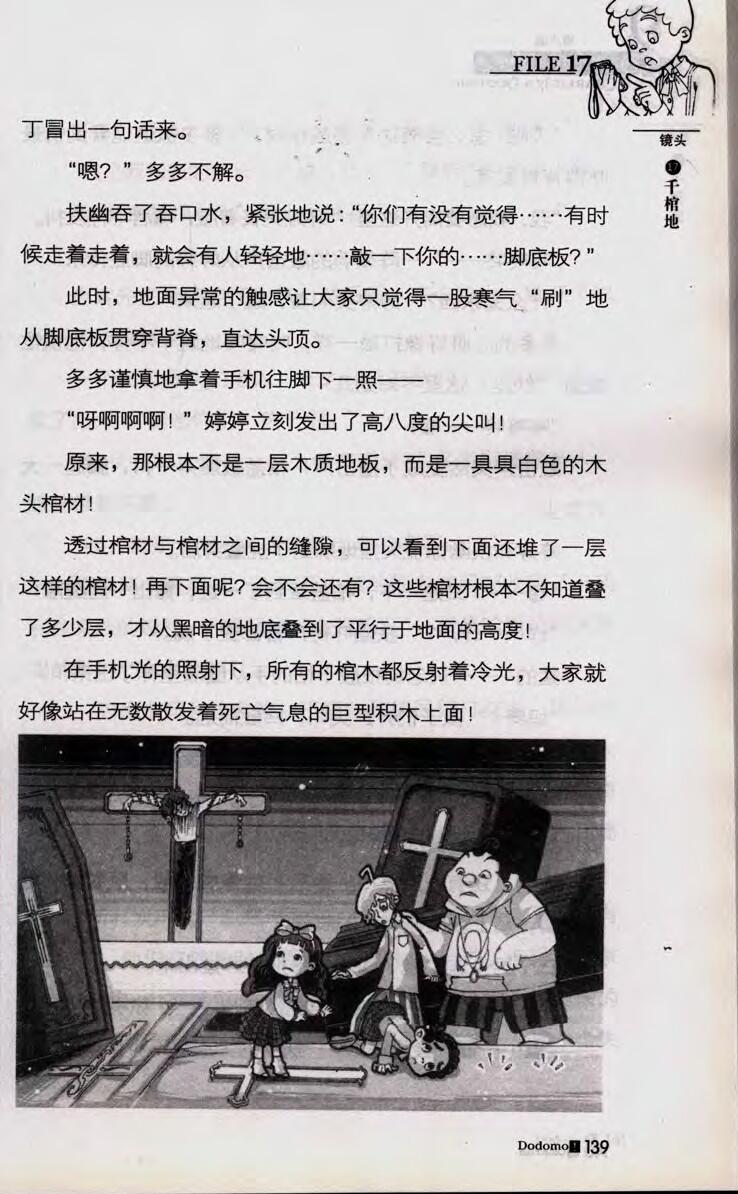 FILE 17
镜头
17
千棺地
丁冒出一句话来。
“嗯？”多多不解。
扶幽吞了吞口水，紧张地说：“你们有没有觉得……有时
候走着走着，就会有人轻轻地……敲一下你的……脚底板？”
此时，地面异常的触感让大家只觉得一股寒气“刷”地
从脚底板贯穿背脊，直达头顶。
多多谨慎地拿着手机往脚下一照——
“呀啊啊啊！”婷婷立刻发出了高八度的尖叫！
原来，那根本不是一层木质地板，而是一具具白色的木
头棺材！
透过棺材与棺材之间的缝隙，可以看到下面还堆了一层
这样的棺材！再下面呢？会不会还有？这些棺材根本不知道叠
了多少层，才从黑暗的地底叠到了平行于地面的高度！
在手机光的照射下，所有的棺木都反射着冷光，大家就
好像站在无数散发着死亡气息的巨型积木上面！
Dodomo! 139